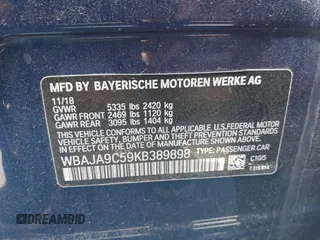 MFD BY BAYERISCHE MOTOREN WERKE AG
11/18
GVWR 5335 lbs 2420 kg
GAWR FRONT 2469 lbs 1120 kg
GAWR REAR 3095 lbs 1404 kg
THIS VEHICLE CONFORMS TO ALL APPLICABLE U.S. FEDERAL MOTOR
VEHICLE SAFETY, BUMPER, AND THEFT PREVENTION STANDARDS
IN EFFECT ON THE DATE OF MANUFACTURE SHOWN ABOVE.
WBAJA9C59KB389898 TYPE: PASSENGER CAR
C10/5
DREAMBID